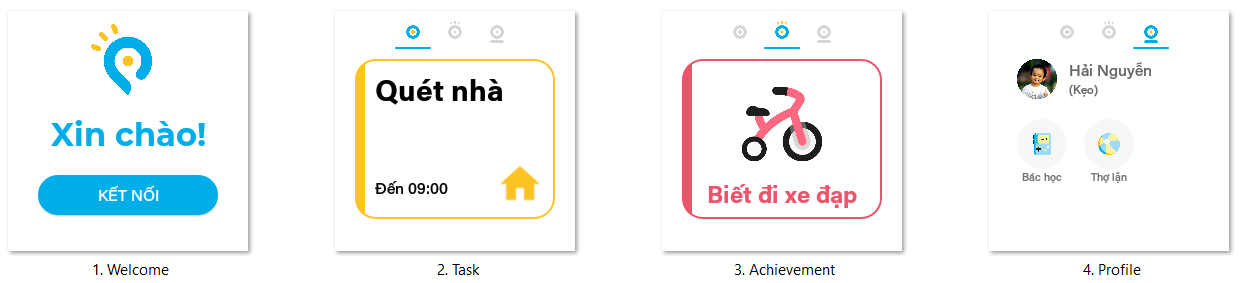 Xin chào!
KẾT NỐI
1. Welcome
Quét nhà
Đến 09:00
2. Task
Biết đi xe đạp
3. Achievement
Hải Nguyễn
(Kẹo)
Bác học
Thợ lặn
4. Profile